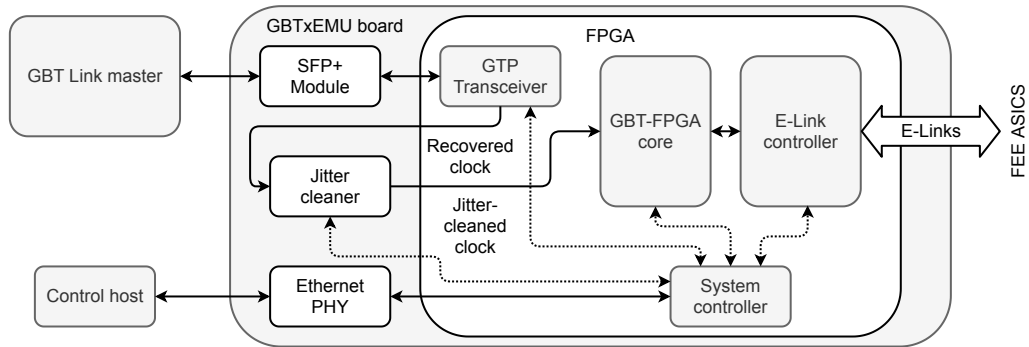 GBTxEMU board
FPGA
GBT Link master
SFP+
Module
GTP
Transceiver
GBT-FPGA
core
E-Link
controller
E-Links
FEE ASICS
Recovered
clock
Jitter
cleaner
Jitter-
cleaned
clock
Control host
Ethernet
PHY
System
controller